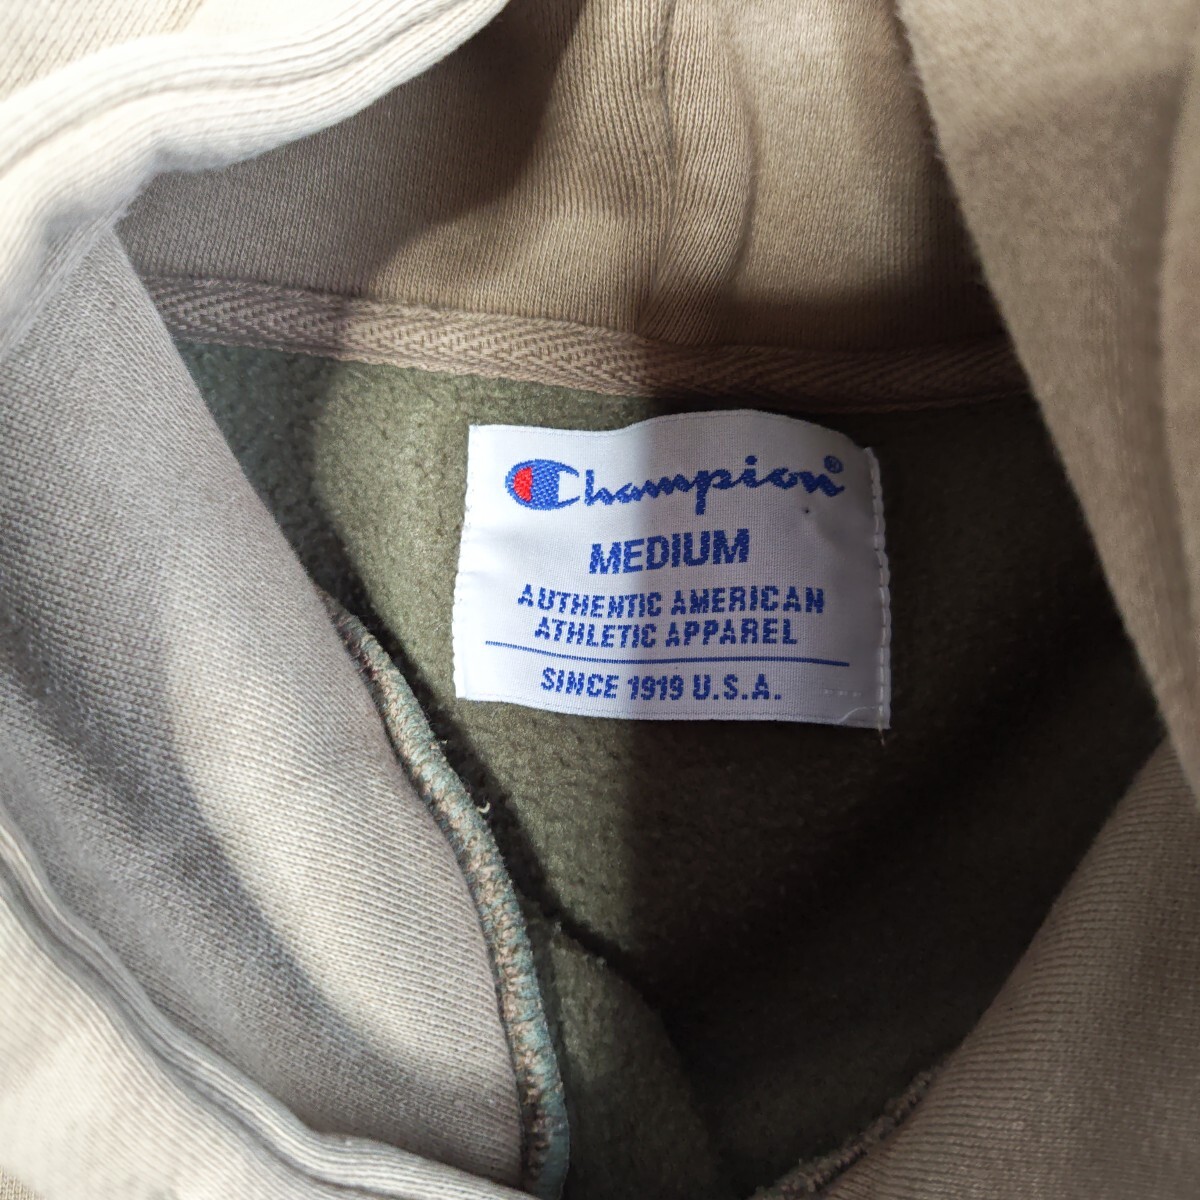 Champion®
MEDIUM
AUTHENTIC AMERICAN
ATHLETIC APPAREL
SINCE 1919 U.S.A.